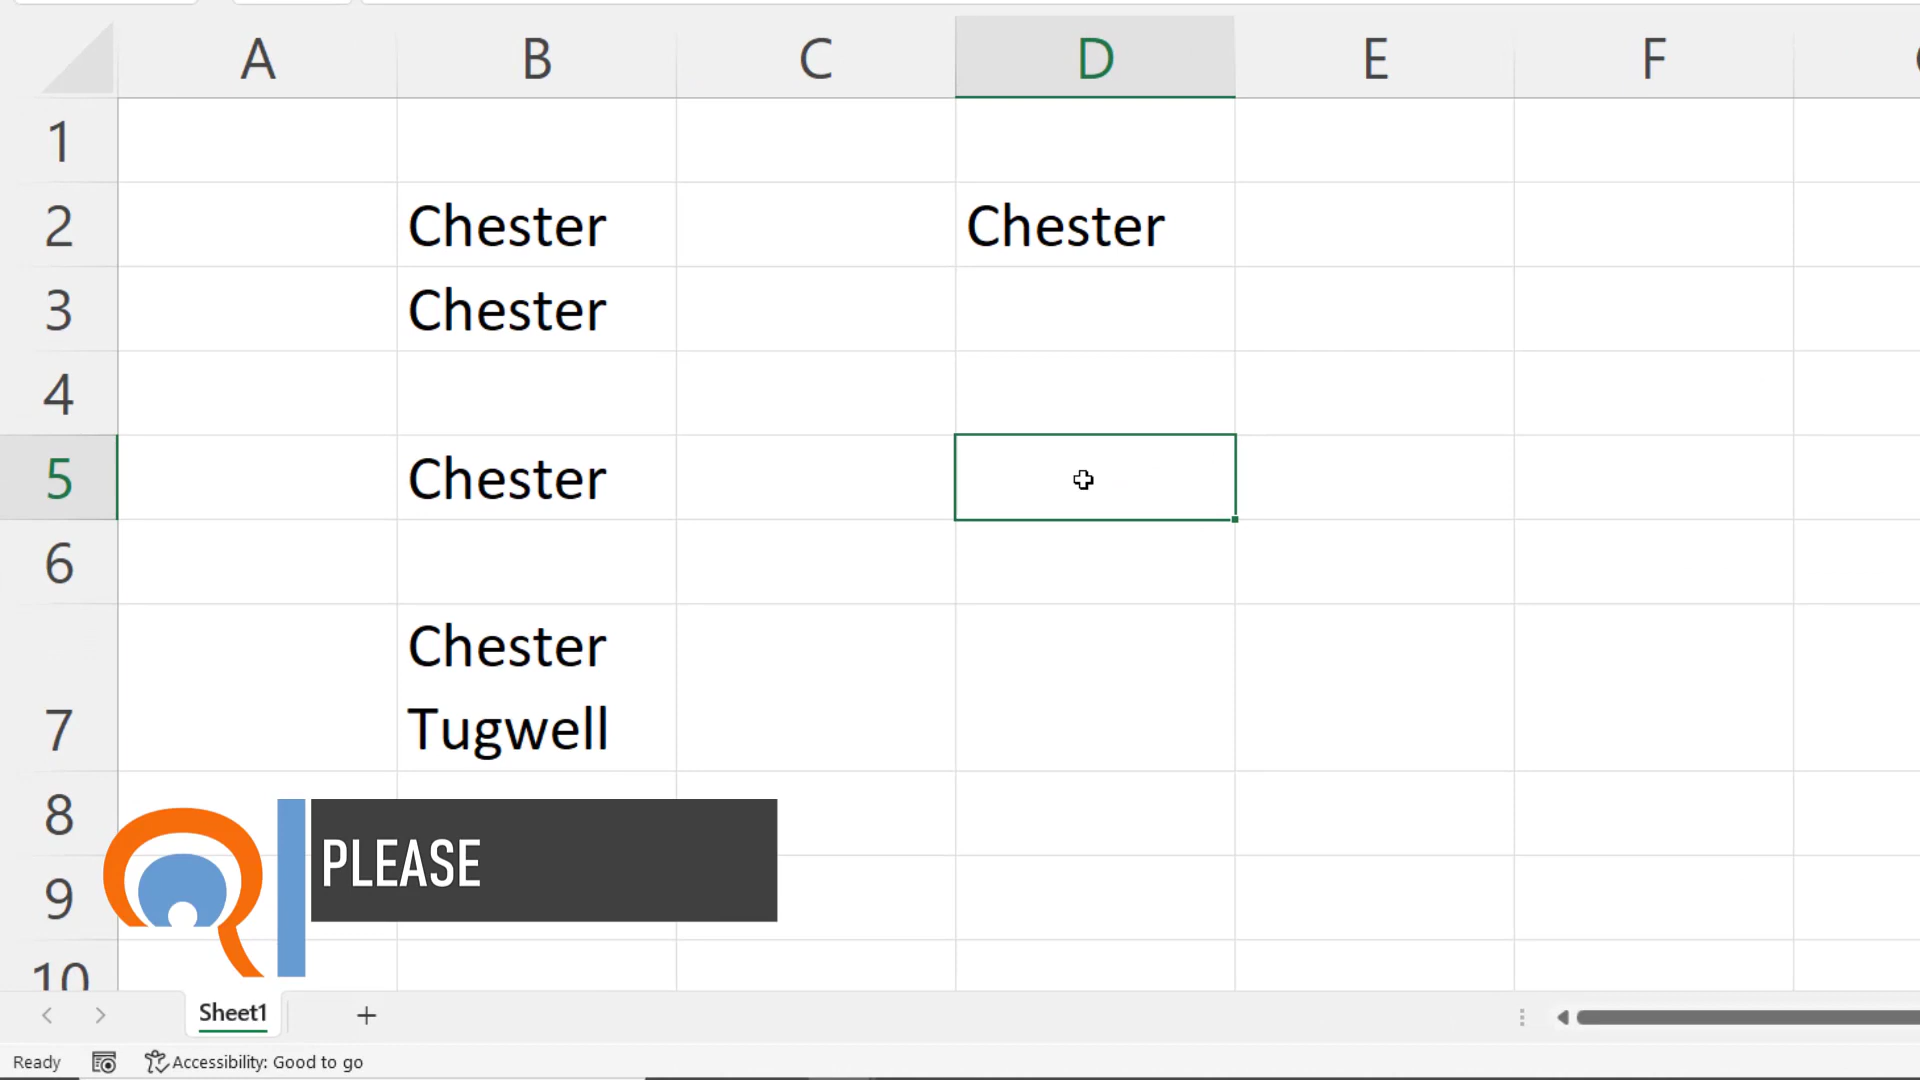 A B C D E F
1
2 Chester Chester
3 Chester
4
5 Chester
6
Chester
7 Tugwell
8
PLEASE
9
10
Sheet1 +
Ready Accessibility: Good to go